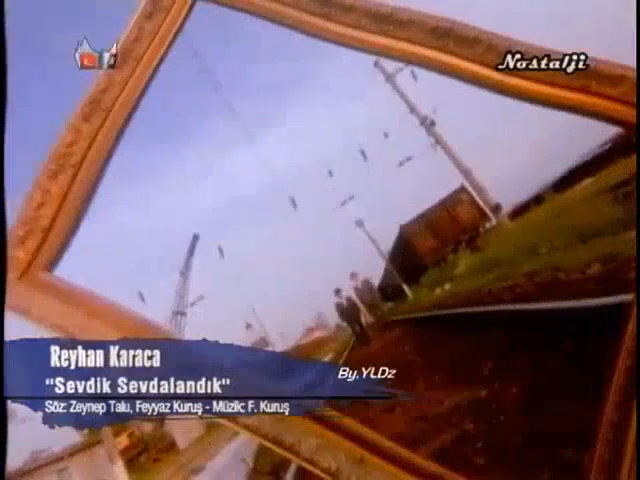 Nostalji
Reyhan Karaca
"Sevdik Sevdalandık"
By.YLDz
Söz: Zeynep Talu, Feyyaz Kuruş - Müzik: F. Kuruş